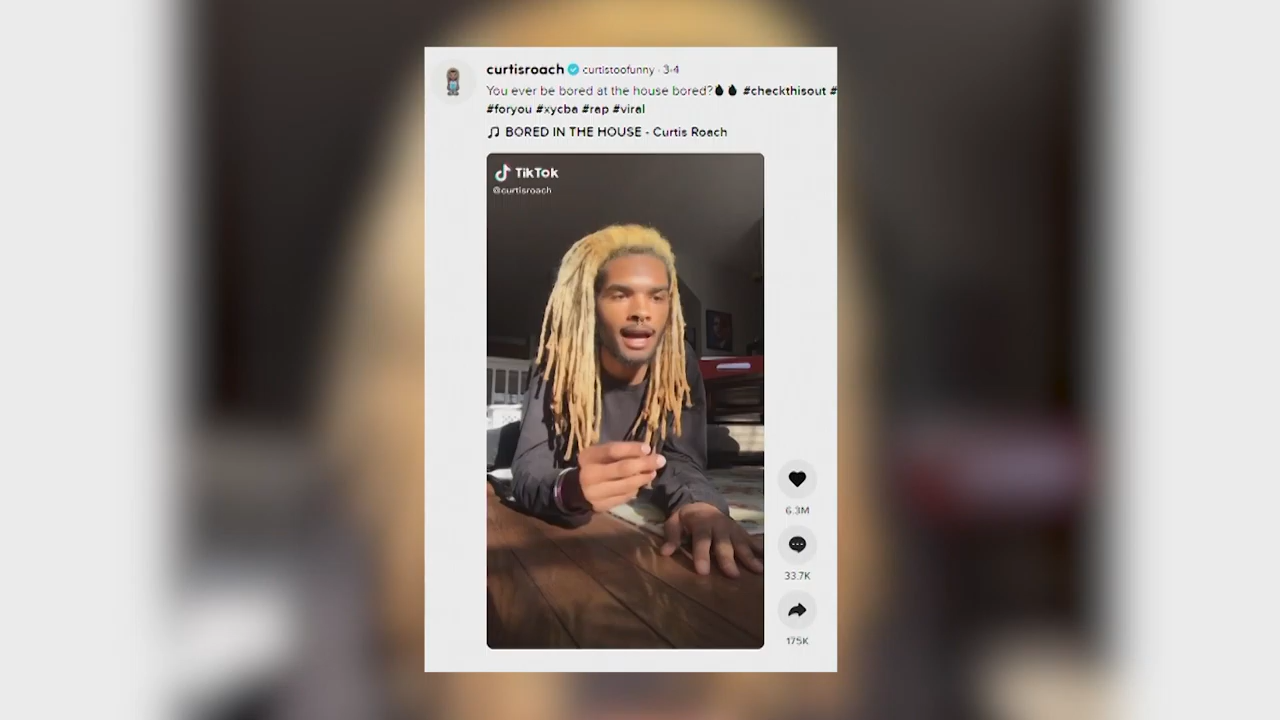 curtisroach curtistoofunny · 3-4
You ever be bored at the house bored? #checkthisout #
#foryou #xycba #rap #viral
BORED IN THE HOUSE - Curtis Roach
TikTok
@curtisroach
6.3M
33.7K
175K